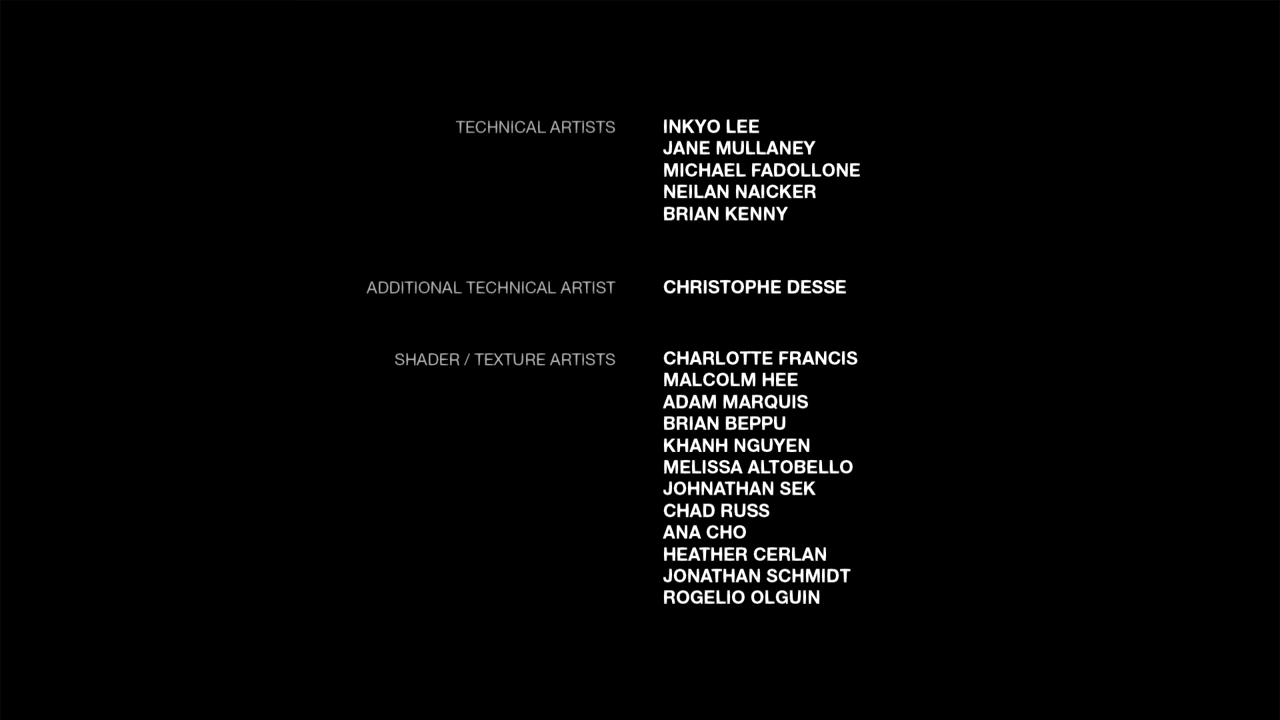 TECHNICAL ARTISTS INKYO LEE
JANE MULLANEY
MICHAEL FADOLLONE
NEILAN NAICKER
BRIAN KENNY
ADDITIONAL TECHNICAL ARTIST CHRISTOPHE DESSE
SHADER / TEXTURE ARTISTS CHARLOTTE FRANCIS
MALCOLM HEE
ADAM MARQUIS
BRIAN BEPPU
KHANH NGUYEN
MELISSA ALTOBELLO
JOHNATHAN SEK
CHAD RUSS
ANA CHO
HEATHER CERLAN
JONATHAN SCHMIDT
ROGELIO OLGUIN